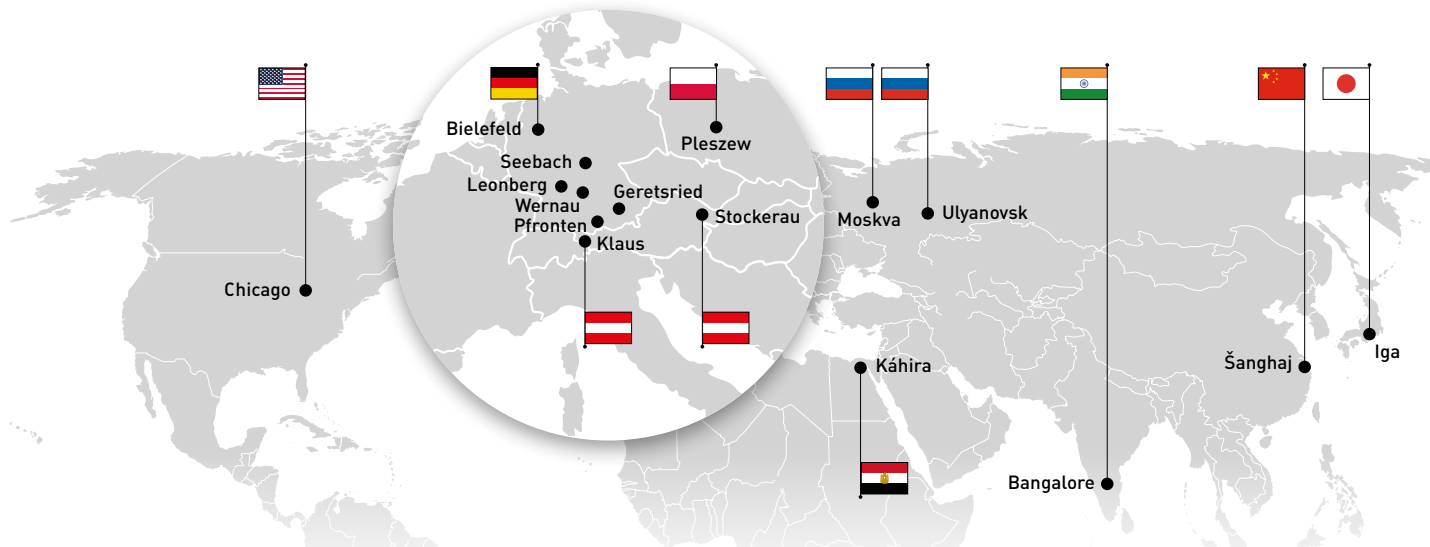 Bielefeld
Pleszew
Seebach
Leonberg
Geretsried
Wernau
Pfronten
Stockerau
Klaus
Moskva
Ulyanovsk
Chicago
Káhira
Šanghaj
Iga
Bangalore